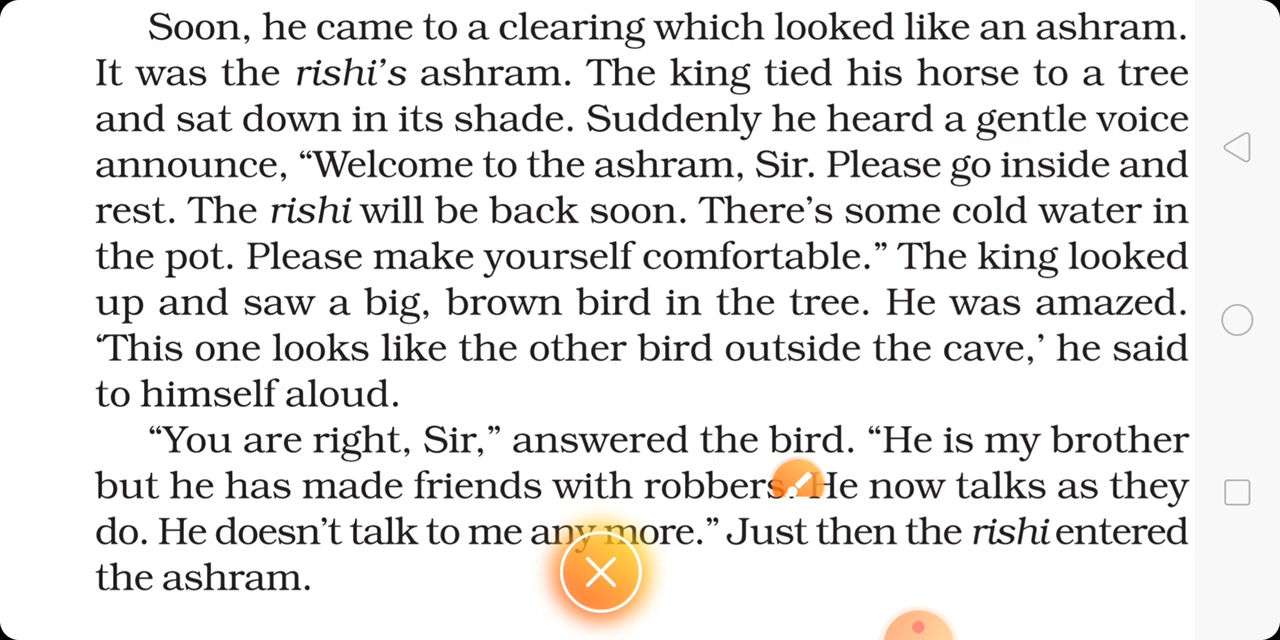 Soon, he came to a clearing which looked like an ashram.
It was the rishi’s ashram. The king tied his horse to a tree
and sat down in its shade. Suddenly he heard a gentle voice
announce, “Welcome to the ashram, Sir. Please go inside and
rest. The rishi will be back soon. There’s some cold water in
the pot. Please make yourself comfortable.” The king looked
up and saw a big, brown bird in the tree. He was amazed.
‘This one looks like the other bird outside the cave,’ he said
to himself aloud.
“You are right, Sir,” answered the bird. “He is my brother
but he has made friends with robbers. He now talks as they
do. He doesn’t talk to me any more.” Just then the rishi entered
the ashram.